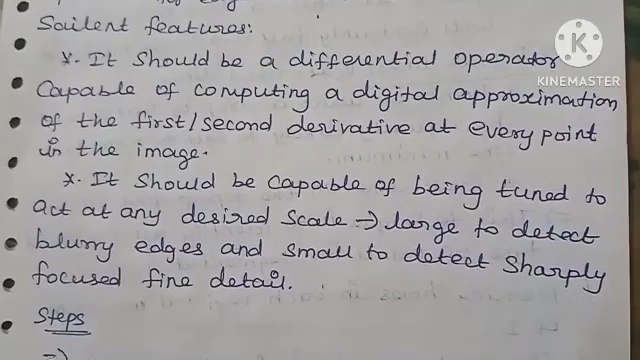 Sailent features:
*. It should be a differential operator
capable of computing a digital approximation
of the first/second derivative at every point
in the image.
*. It should be capable of being tuned to
act at any desired scale → large to detect
blurry edges and small to detect sharply
focused fine detail.
Steps
→
K
KINEMASTER